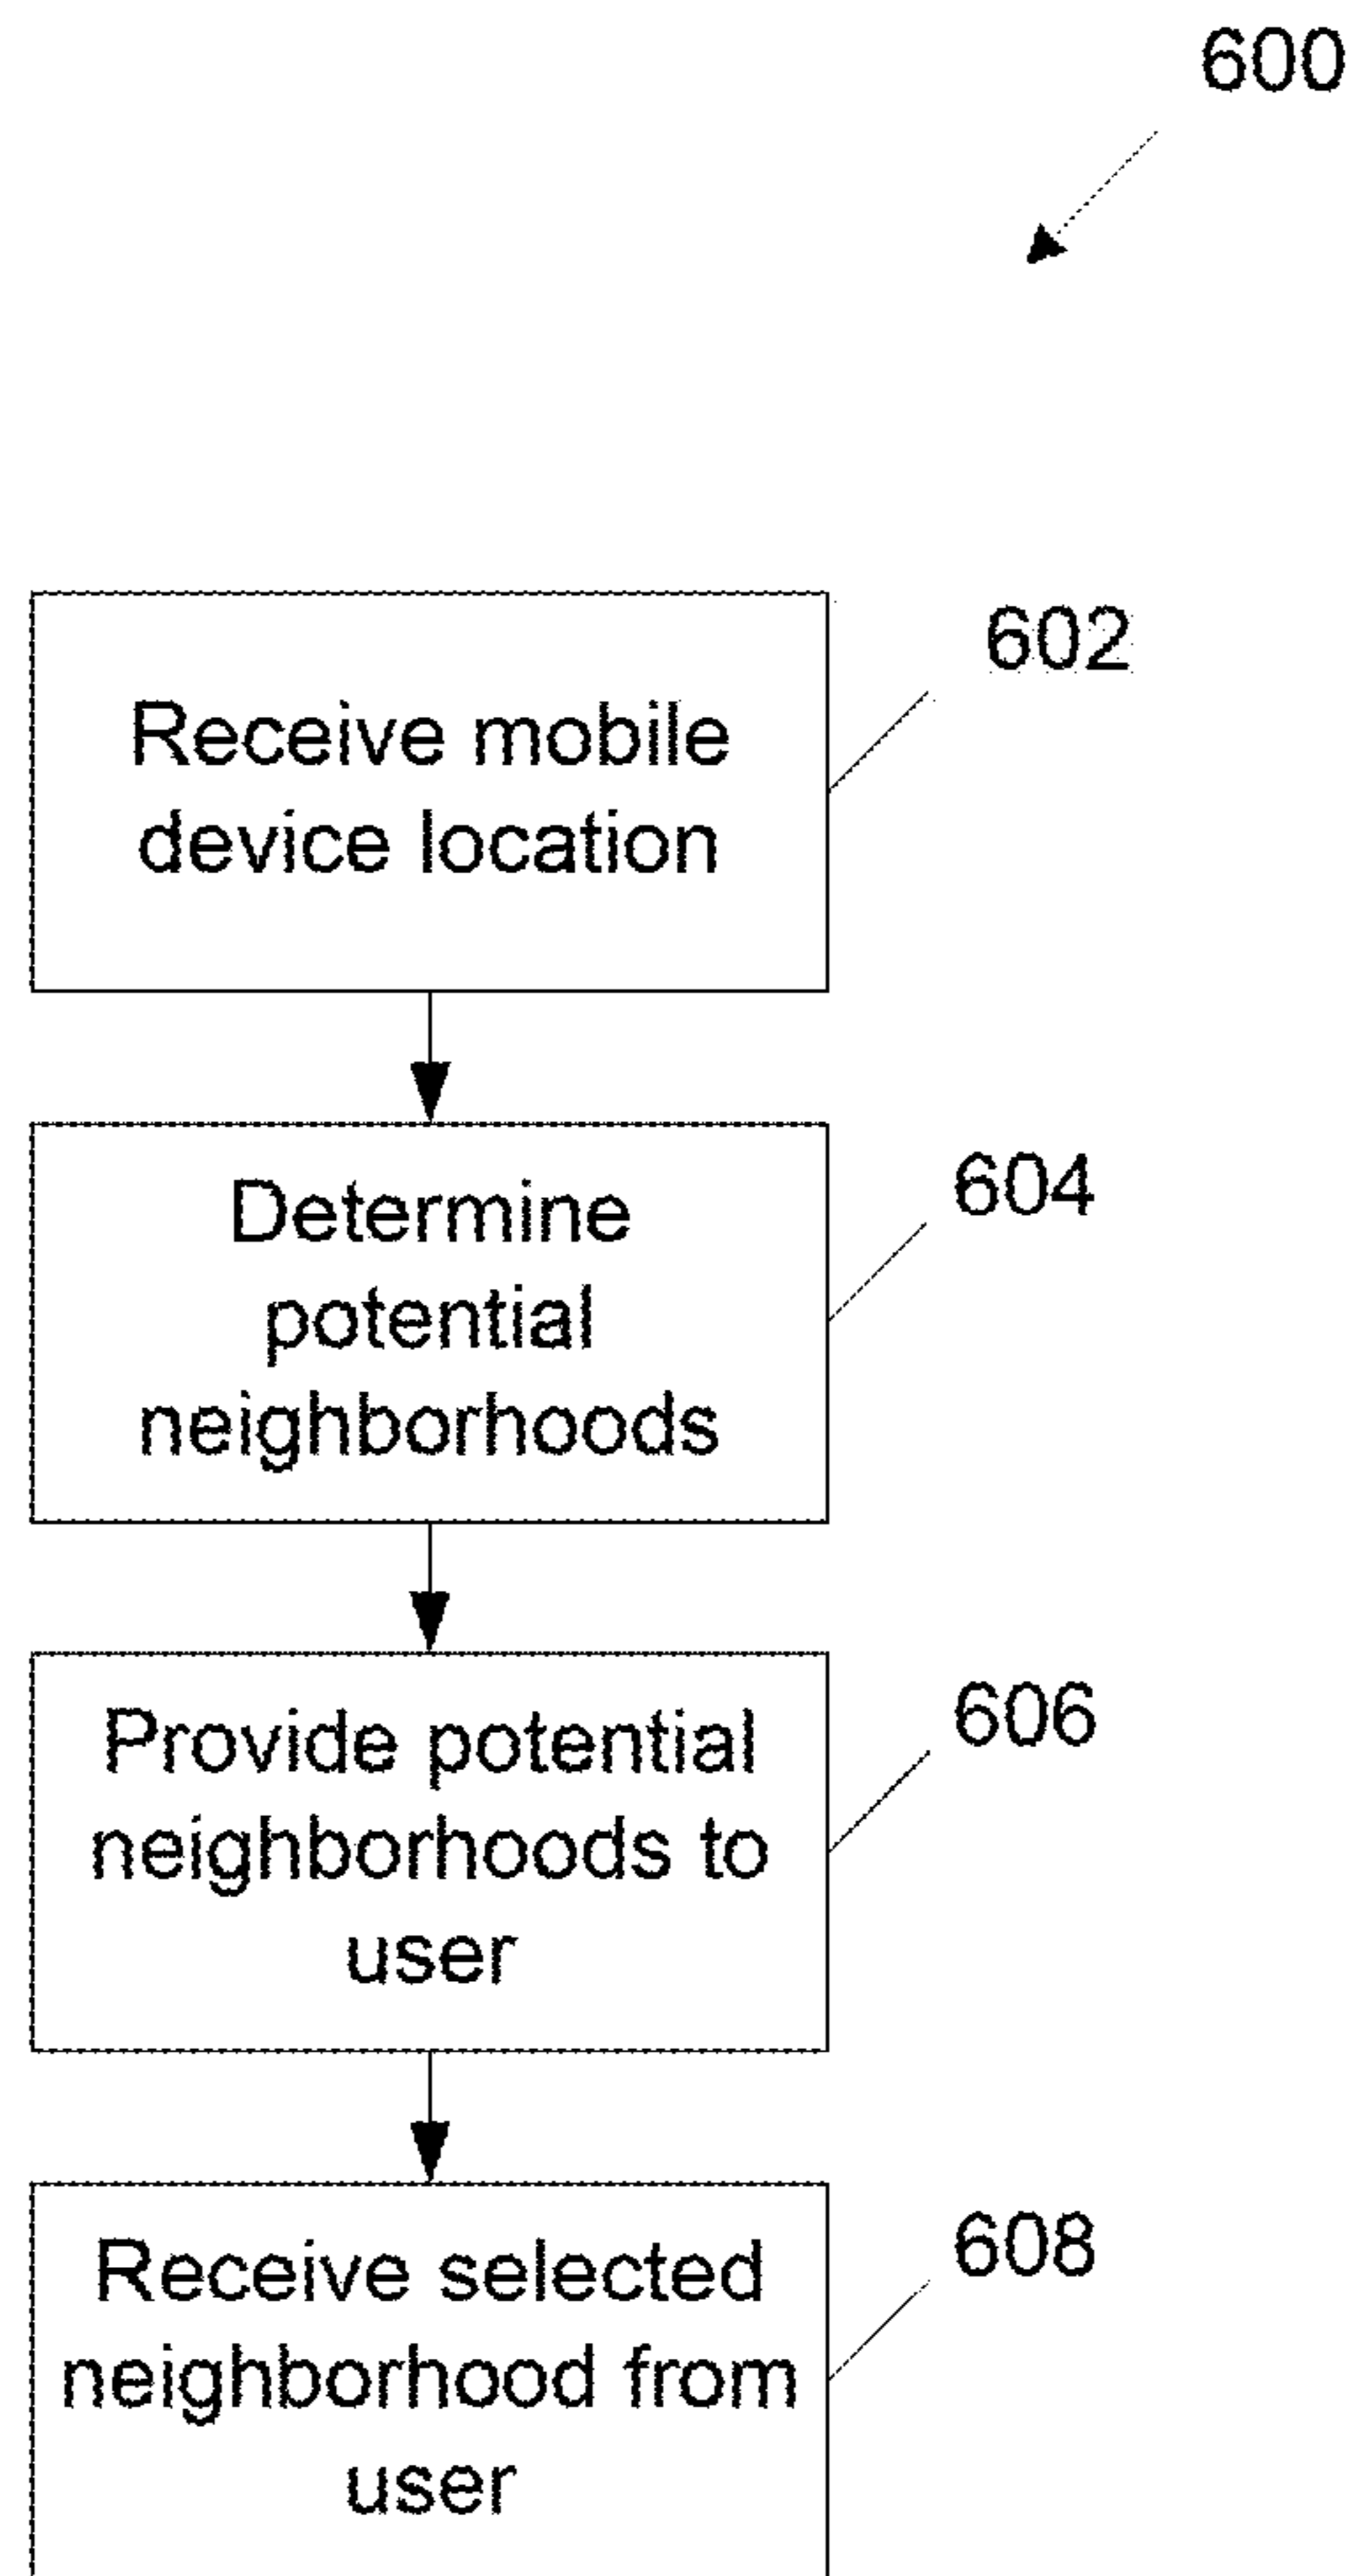 600
602
Receive mobile
device location
604
Determine
potential
neighborhoods
606
Provide potential
neighborhoods to
user
608
Receive selected
neighborhood from
user